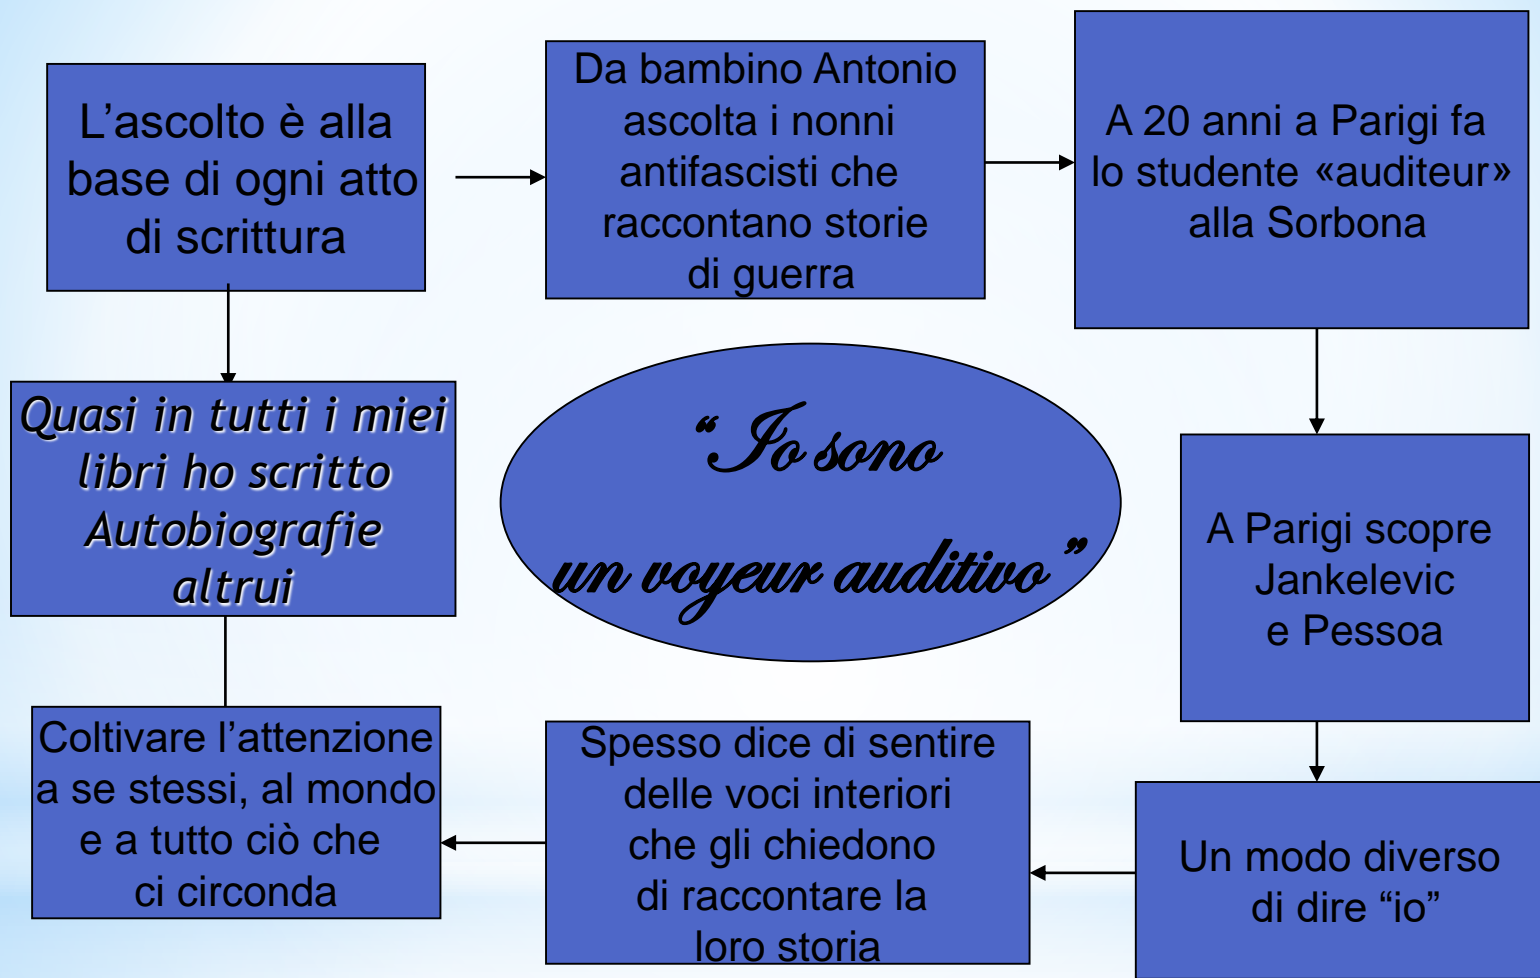 L’ascolto è alla
base di ogni atto
di scrittura
Da bambino Antonio
ascolta i nonni
antifascisti che
raccontano storie
di guerra
A 20 anni a Parigi fa
lo studente «auditeur»
alla Sorbona
A Parigi scopre
Jankelevic
e Pessoa
Un modo diverso
di dire “io”
Spesso dice di sentire
delle voci interiori
che gli chiedono
di raccontare la
loro storia
Coltivare l’attenzione
a se stessi, al mondo
e a tutto ciò che
ci circonda
Quasi in tutti i miei
libri ho scritto
Autobiografie
altrui
“Io sono
un voyeur auditivo”